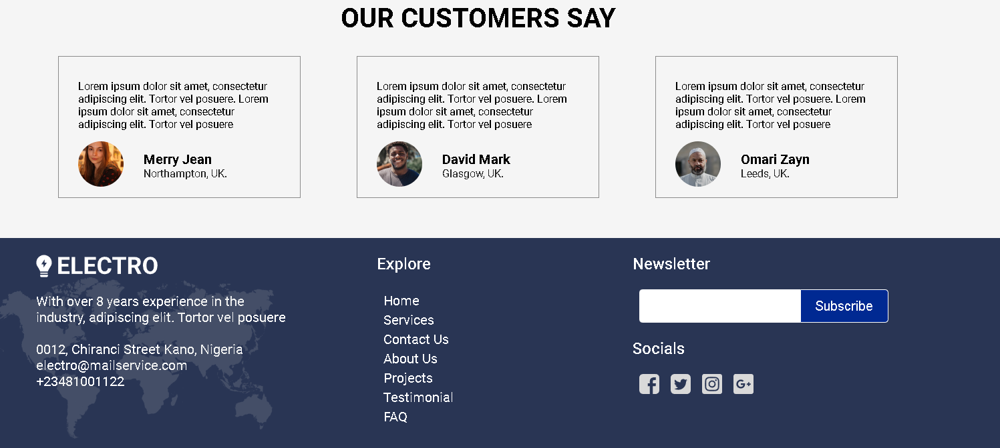 OUR CUSTOMERS SAY
Lorem ipsum dolor sit amet, consectetur
adipiscing elit. Tortor vel posuere. Lorem
ipsum dolor sit amet, consectetur
adipiscing elit. Tortor vel posuere
Merry Jean
Northampton, UK.
Lorem ipsum dolor sit amet, consectetur
adipiscing elit. Tortor vel posuere. Lorem
ipsum dolor sit amet, consectetur
adipiscing elit. Tortor vel posuere
David Mark
Glasgow, UK.
Lorem ipsum dolor sit amet, consectetur
adipiscing elit. Tortor vel posuere. Lorem
ipsum dolor sit amet, consectetur
adipiscing elit. Tortor vel posuere
Omari Zayn
Leeds, UK.
ELECTRO
With over 8 years experience in the
industry, adipiscing elit. Tortor vel posuere
0012, Chiranci Street Kano, Nigeria
electro@mailservice.com
+23481001122
Explore
Home
Services
Contact Us
About Us
Projects
Testimonial
FAQ
Newsletter
Subscribe
Socials
G+